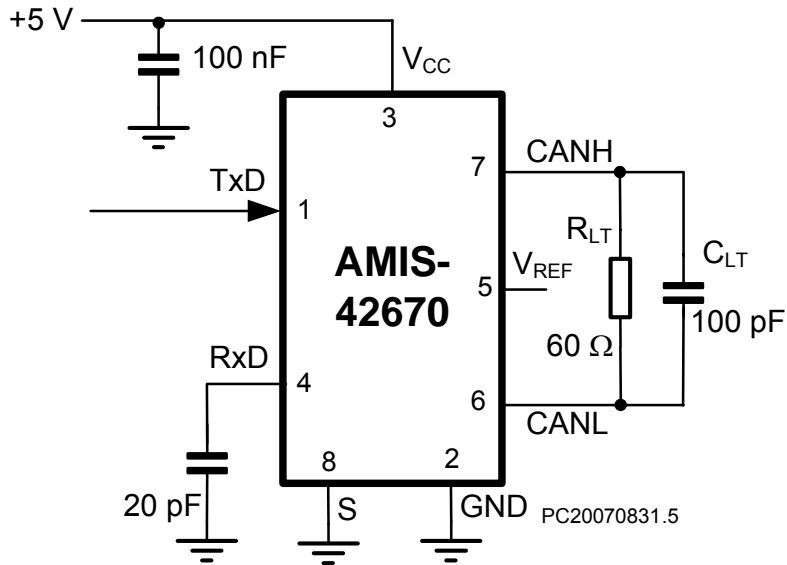 +5 V
100 nF
VCC
3
CANH
7
TxD
1
RLT
CLT
AMIS-
42670
VREF
5
100 pF
60 Ω
RxD
4
6
CANL
8
2
20 pF
S
GND
PC20070831.5